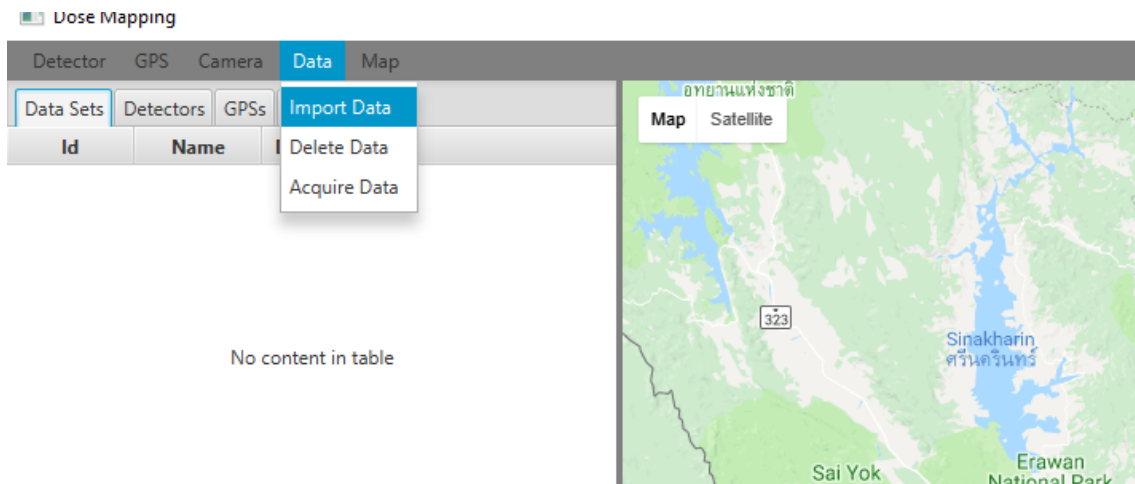 Dose Mapping
Detector GPS Camera Data Map
Data Sets Detectors GPSs
Import Data
Delete Data
Acquire Data
Id Name
No content in table
Map Satellite
อุทยานแห่งชาติ
323
Sinakharin
ศรีนครินทร์
Sai Yok
Erawan
National Park